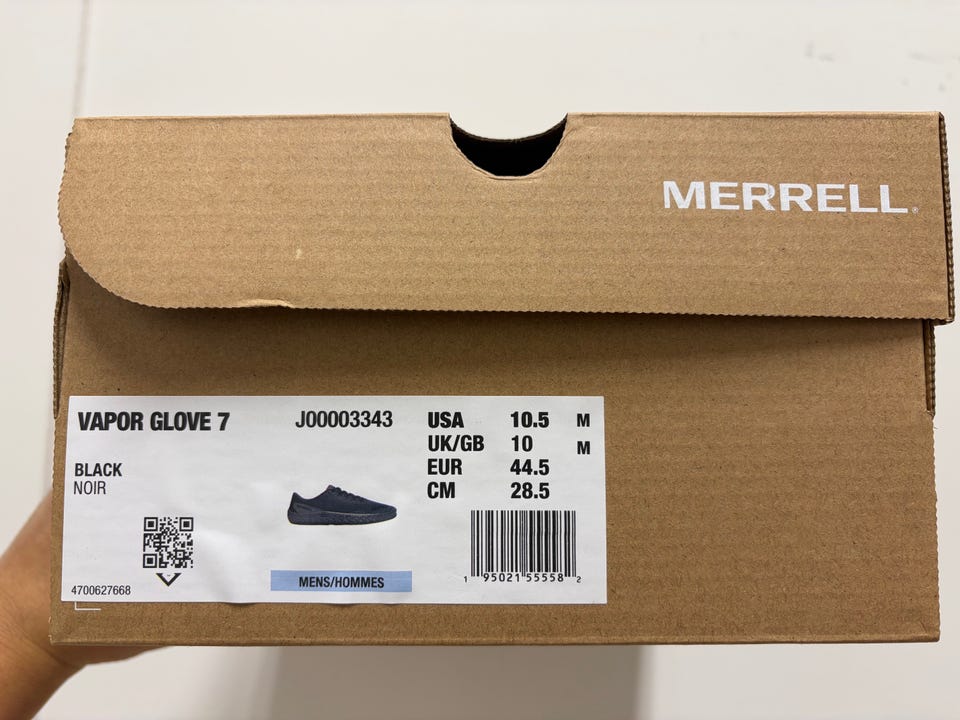 MERRELL
VAPOR GLOVE 7 J00003343
BLACK
NOIR
USA 10.5 M
UK/GB 10 M
EUR 44.5
CM 28.5
MENS/HOMMES
4700627668
1 95021 55558 2